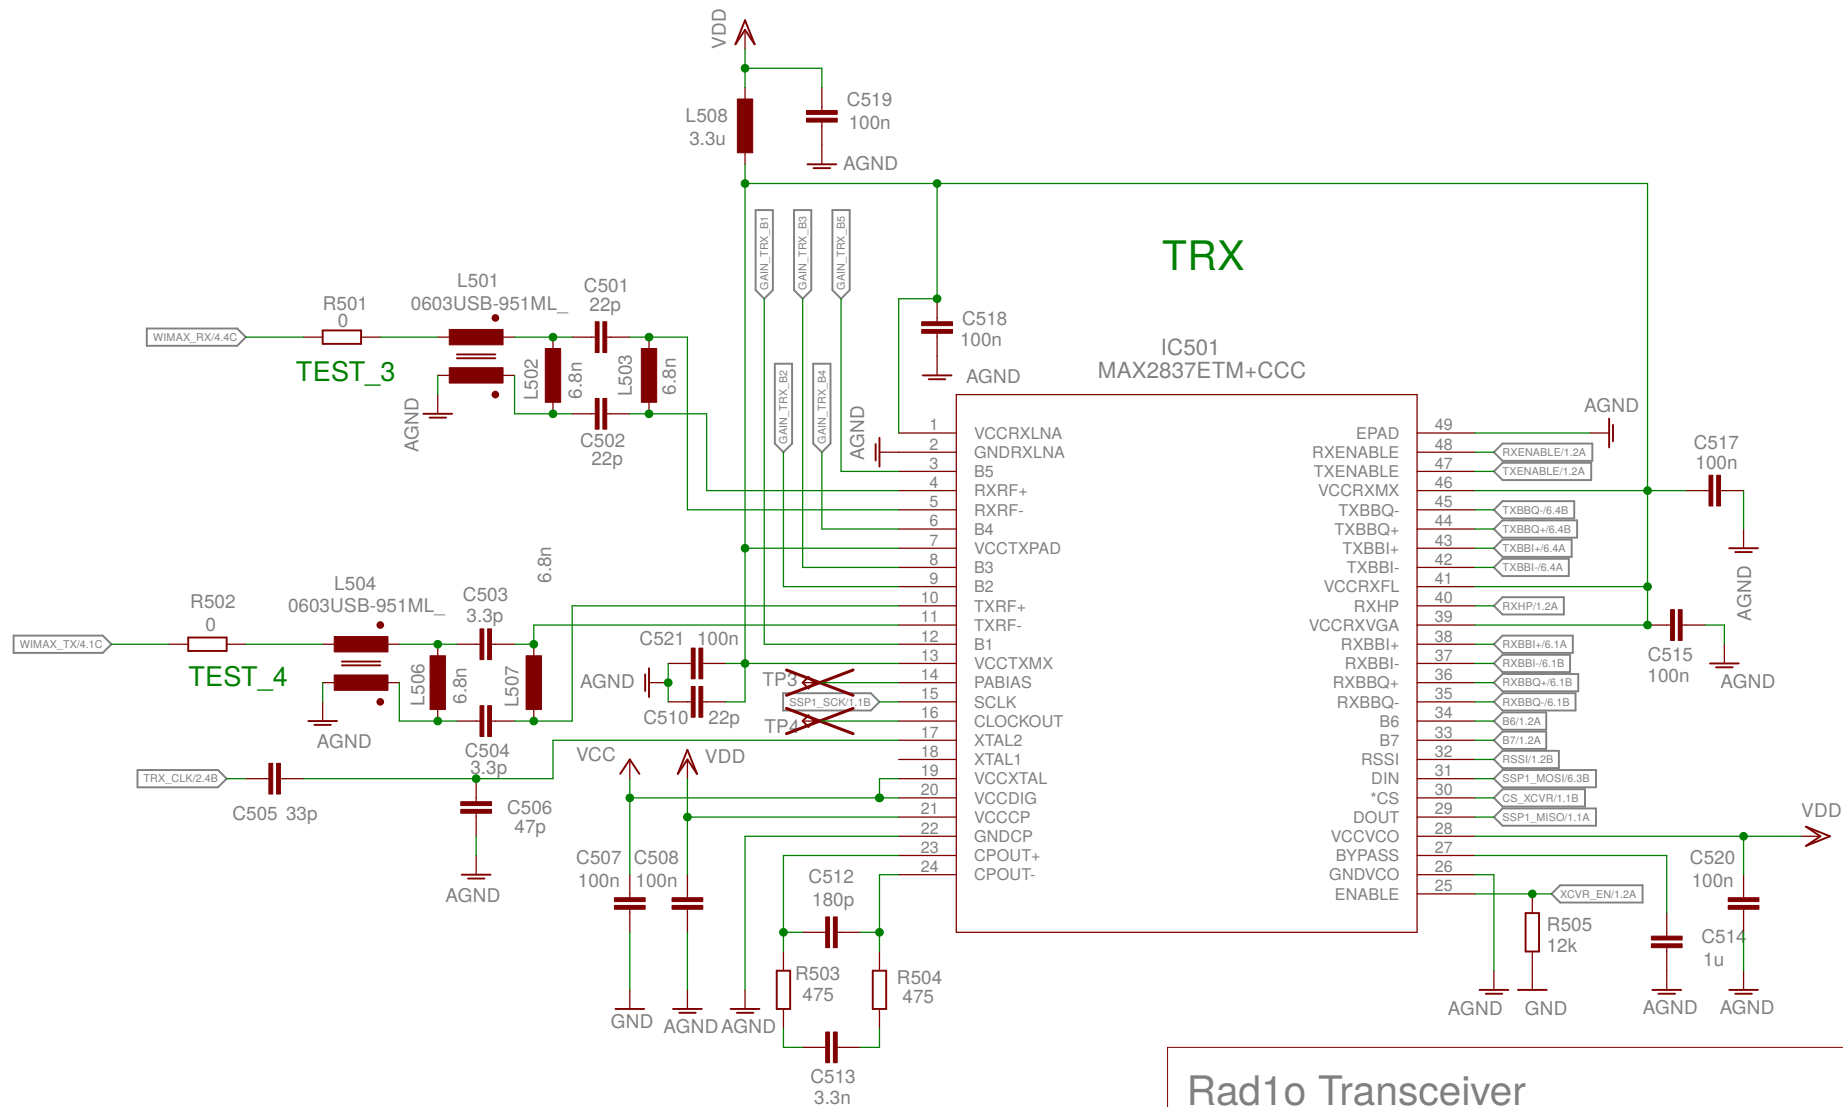 VDD
L508
3.3u
C519
100n
AGND
GAIN_TRX_B1
GAIN_TRX_B3
GAIN_TRX_B5
GAIN_TRX_B2
GAIN_TRX_B4
TRX
C518
100n
AGND
IC501
MAX2837ETM+CCC
WIMAX_RX/4.4C
R501
0
TEST_3
L501
0603USB-951ML_
AGND
L502
6.8n
C501
22p
L503
6.8n
C502
22p
AGND
WIMAX_TX/4.1C
R502
0
TEST_4
L504
0603USB-951ML_
AGND
L506
6.8n
C503
3.3p
6.8n
L507
C504
3.3p
TRX_CLK/2.4B
C505 33p
C506
47p
AGND
C521 100n
AGND
C510 22p
TP3
SSP1_SCK/1.1B
TP4
VCC
VDD
C507
100n
C508
100n
GND
AGND
AGND
C512
180p
R503
475
R504
475
C513
3.3n
1 VCCRXLNA
2 GNDRXLNA
3 B5
4 RXRF+
5 RXRF-
6 B4
7 VCCTXPAD
8 B3
9 B2
10 TXRF+
11 TXRF-
12 B1
13 VCCTXMX
14 PABIAS
15 SCLK
16 CLOCKOUT
17 XTAL2
18 XTAL1
19 VCCXTAL
20 VCCDIG
21 VCCCP
22 GNDCP
23 CPOUT+
24 CPOUT-
EPAD 49 AGND
RXENABLE 48 RXENABLE/1.2A
TXENABLE 47 TXENABLE/1.2A
VCCRXMX 46
TXBBQ- 45 TXBBQ-/6.4B
TXBBQ+ 44 TXBBQ+/6.4B
TXBBI+ 43 TXBBI+/6.4A
TXBBI- 42 TXBBI-/6.4A
VCCRXFL 41
RXHP 40 RXHP/1.2A
VCCRXVGA 39
RXBBI+ 38 RXBBI+/6.1A
RXBBI- 37 RXBBI-/6.1B
RXBBQ+ 36 RXBBQ+/6.1B
RXBBQ- 35 RXBBQ-/6.1B
B6 34 B6/1.2A
B7 33 B7/1.2A
RSSI 32 RSSI/1.2B
DIN 31 SSP1_MOSI/6.3B
*CS 30 CS_XCVR/1.1B
DOUT 29 SSP1_MISO/1.1A
VCCVCO 28
BYPASS 27
GNDVCO 26
ENABLE 25 XCVR_EN/1.2A
C517
100n
AGND
C515
100n
AGND
VDD
C520
100n
C514
1u
R505
12k
AGND
GND
AGND
AGND
Rad1o Transceiver